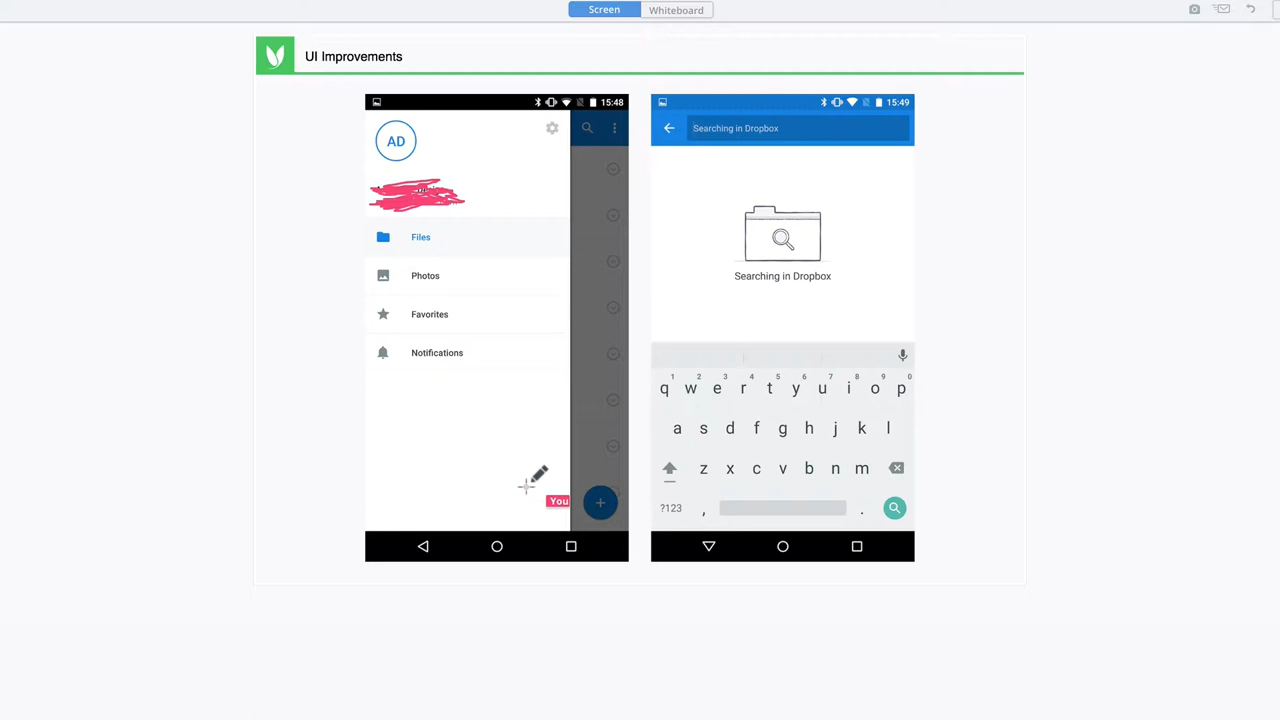 Screen Whiteboard
UI Improvements
15:48
AD
Files
Photos
Favorites
Notifications
You
15:49
Searching in Dropbox
Searching in Dropbox
1 2 3 4 5 6 7 8 9 0
q w e r t y u i o p
a s d f g h j k l
z x c v b n m
?123 , .